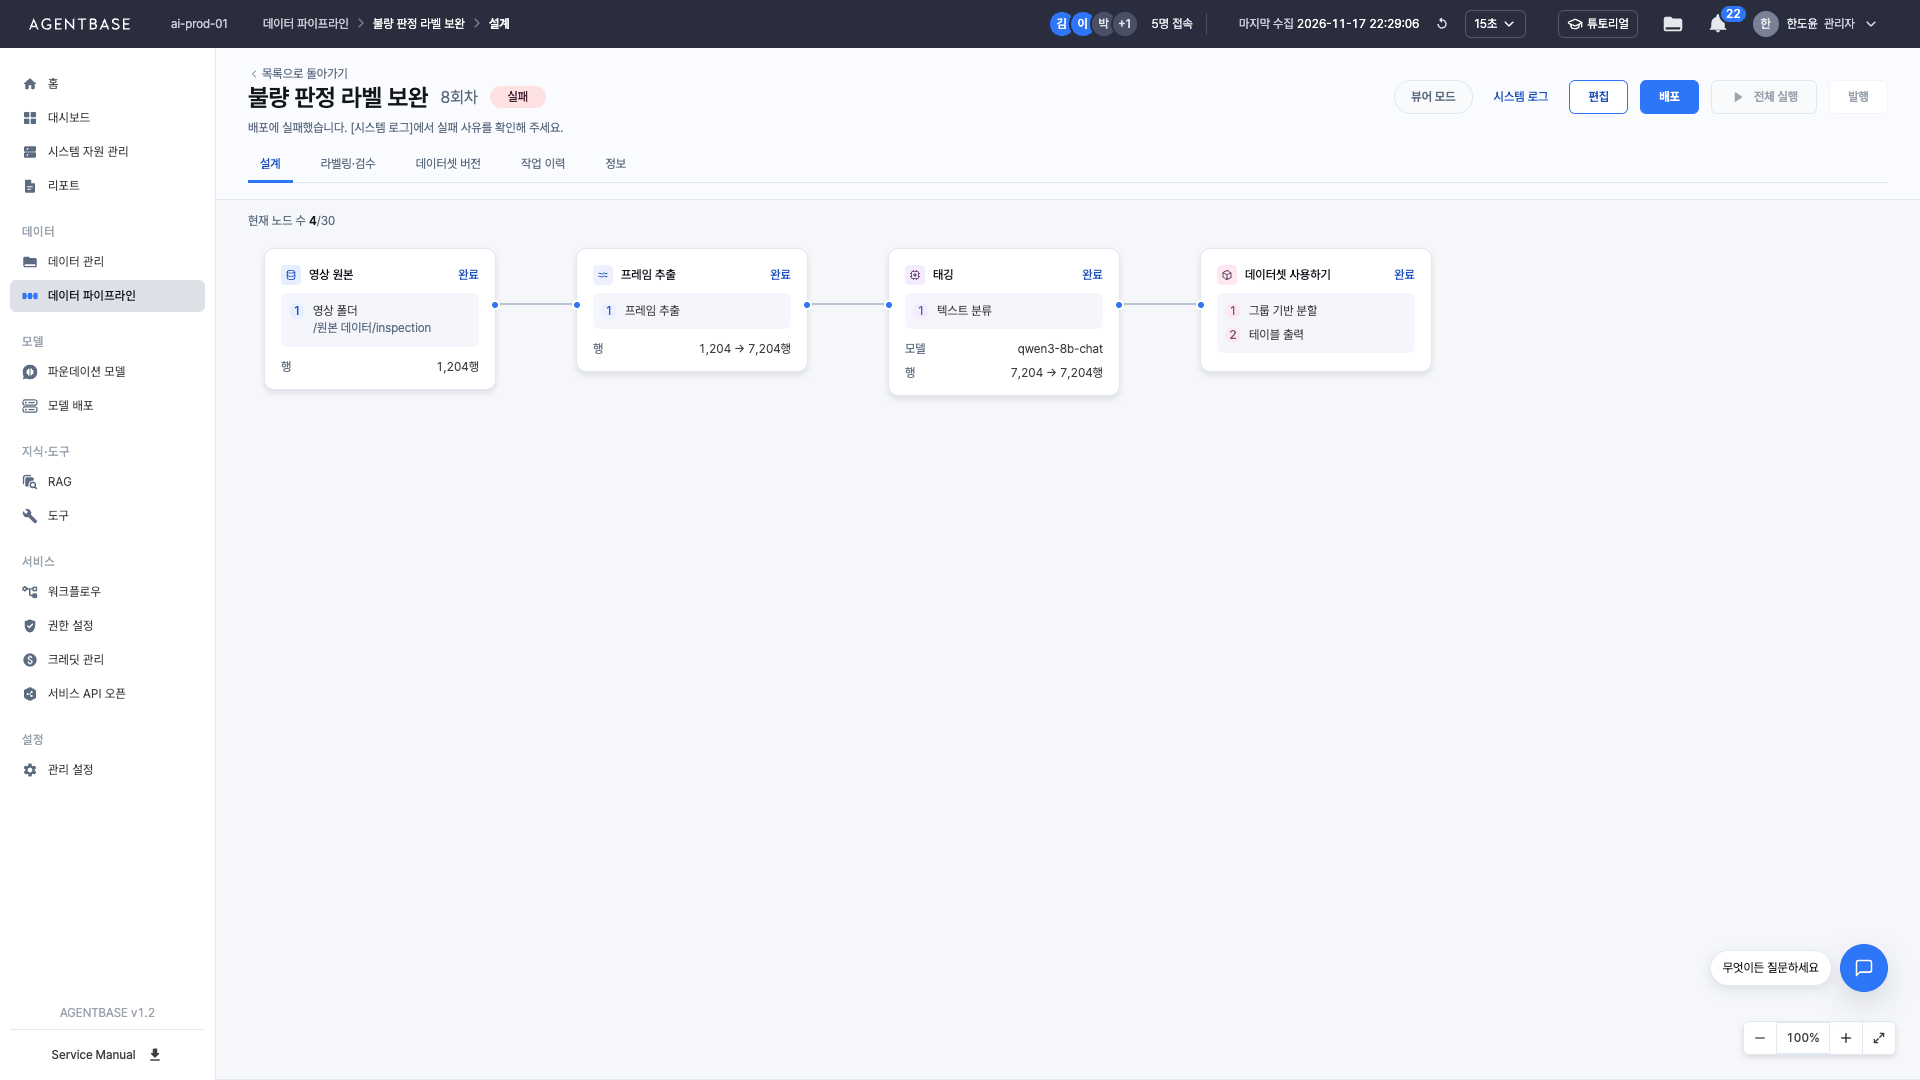 AGENTBASE
ai-prod-01
데이터 파이프라인 > 불량 판정 라벨 보완 > 설계
김 이 박 +1 5명 접속
마지막 수집 2026-11-17 22:29:06
15초
튜토리얼
22
한 한도윤 관리자
홈
대시보드
시스템 자원 관리
리포트
데이터
데이터 관리
데이터 파이프라인
모델
파운데이션 모델
모델 배포
지식·도구
RAG
도구
서비스
워크플로우
권한 설정
크레딧 관리
서비스 API 오픈
설정
관리 설정
AGENTBASE v1.2
Service Manual
목록으로 돌아가기
불량 판정 라벨 보완 8회차 실패
배포에 실패했습니다. [시스템 로그]에서 실패 사유를 확인해 주세요.
뷰어 모드 시스템 로그 편집 배포 전체 실행 발행
설계 라벨링·검수 데이터셋 버전 작업 이력 정보
현재 노드 수 4/30
영상 원본 완료
1 영상 폴더
/원본 데이터/inspection
행 1,204행
프레임 추출 완료
1 프레임 추출
행 1,204 → 7,204행
태깅 완료
1 텍스트 분류
모델 qwen3-8b-chat
행 7,204 → 7,204행
데이터셋 사용하기 완료
1 그룹 기반 분할
2 테이블 출력
무엇이든 질문하세요
100%